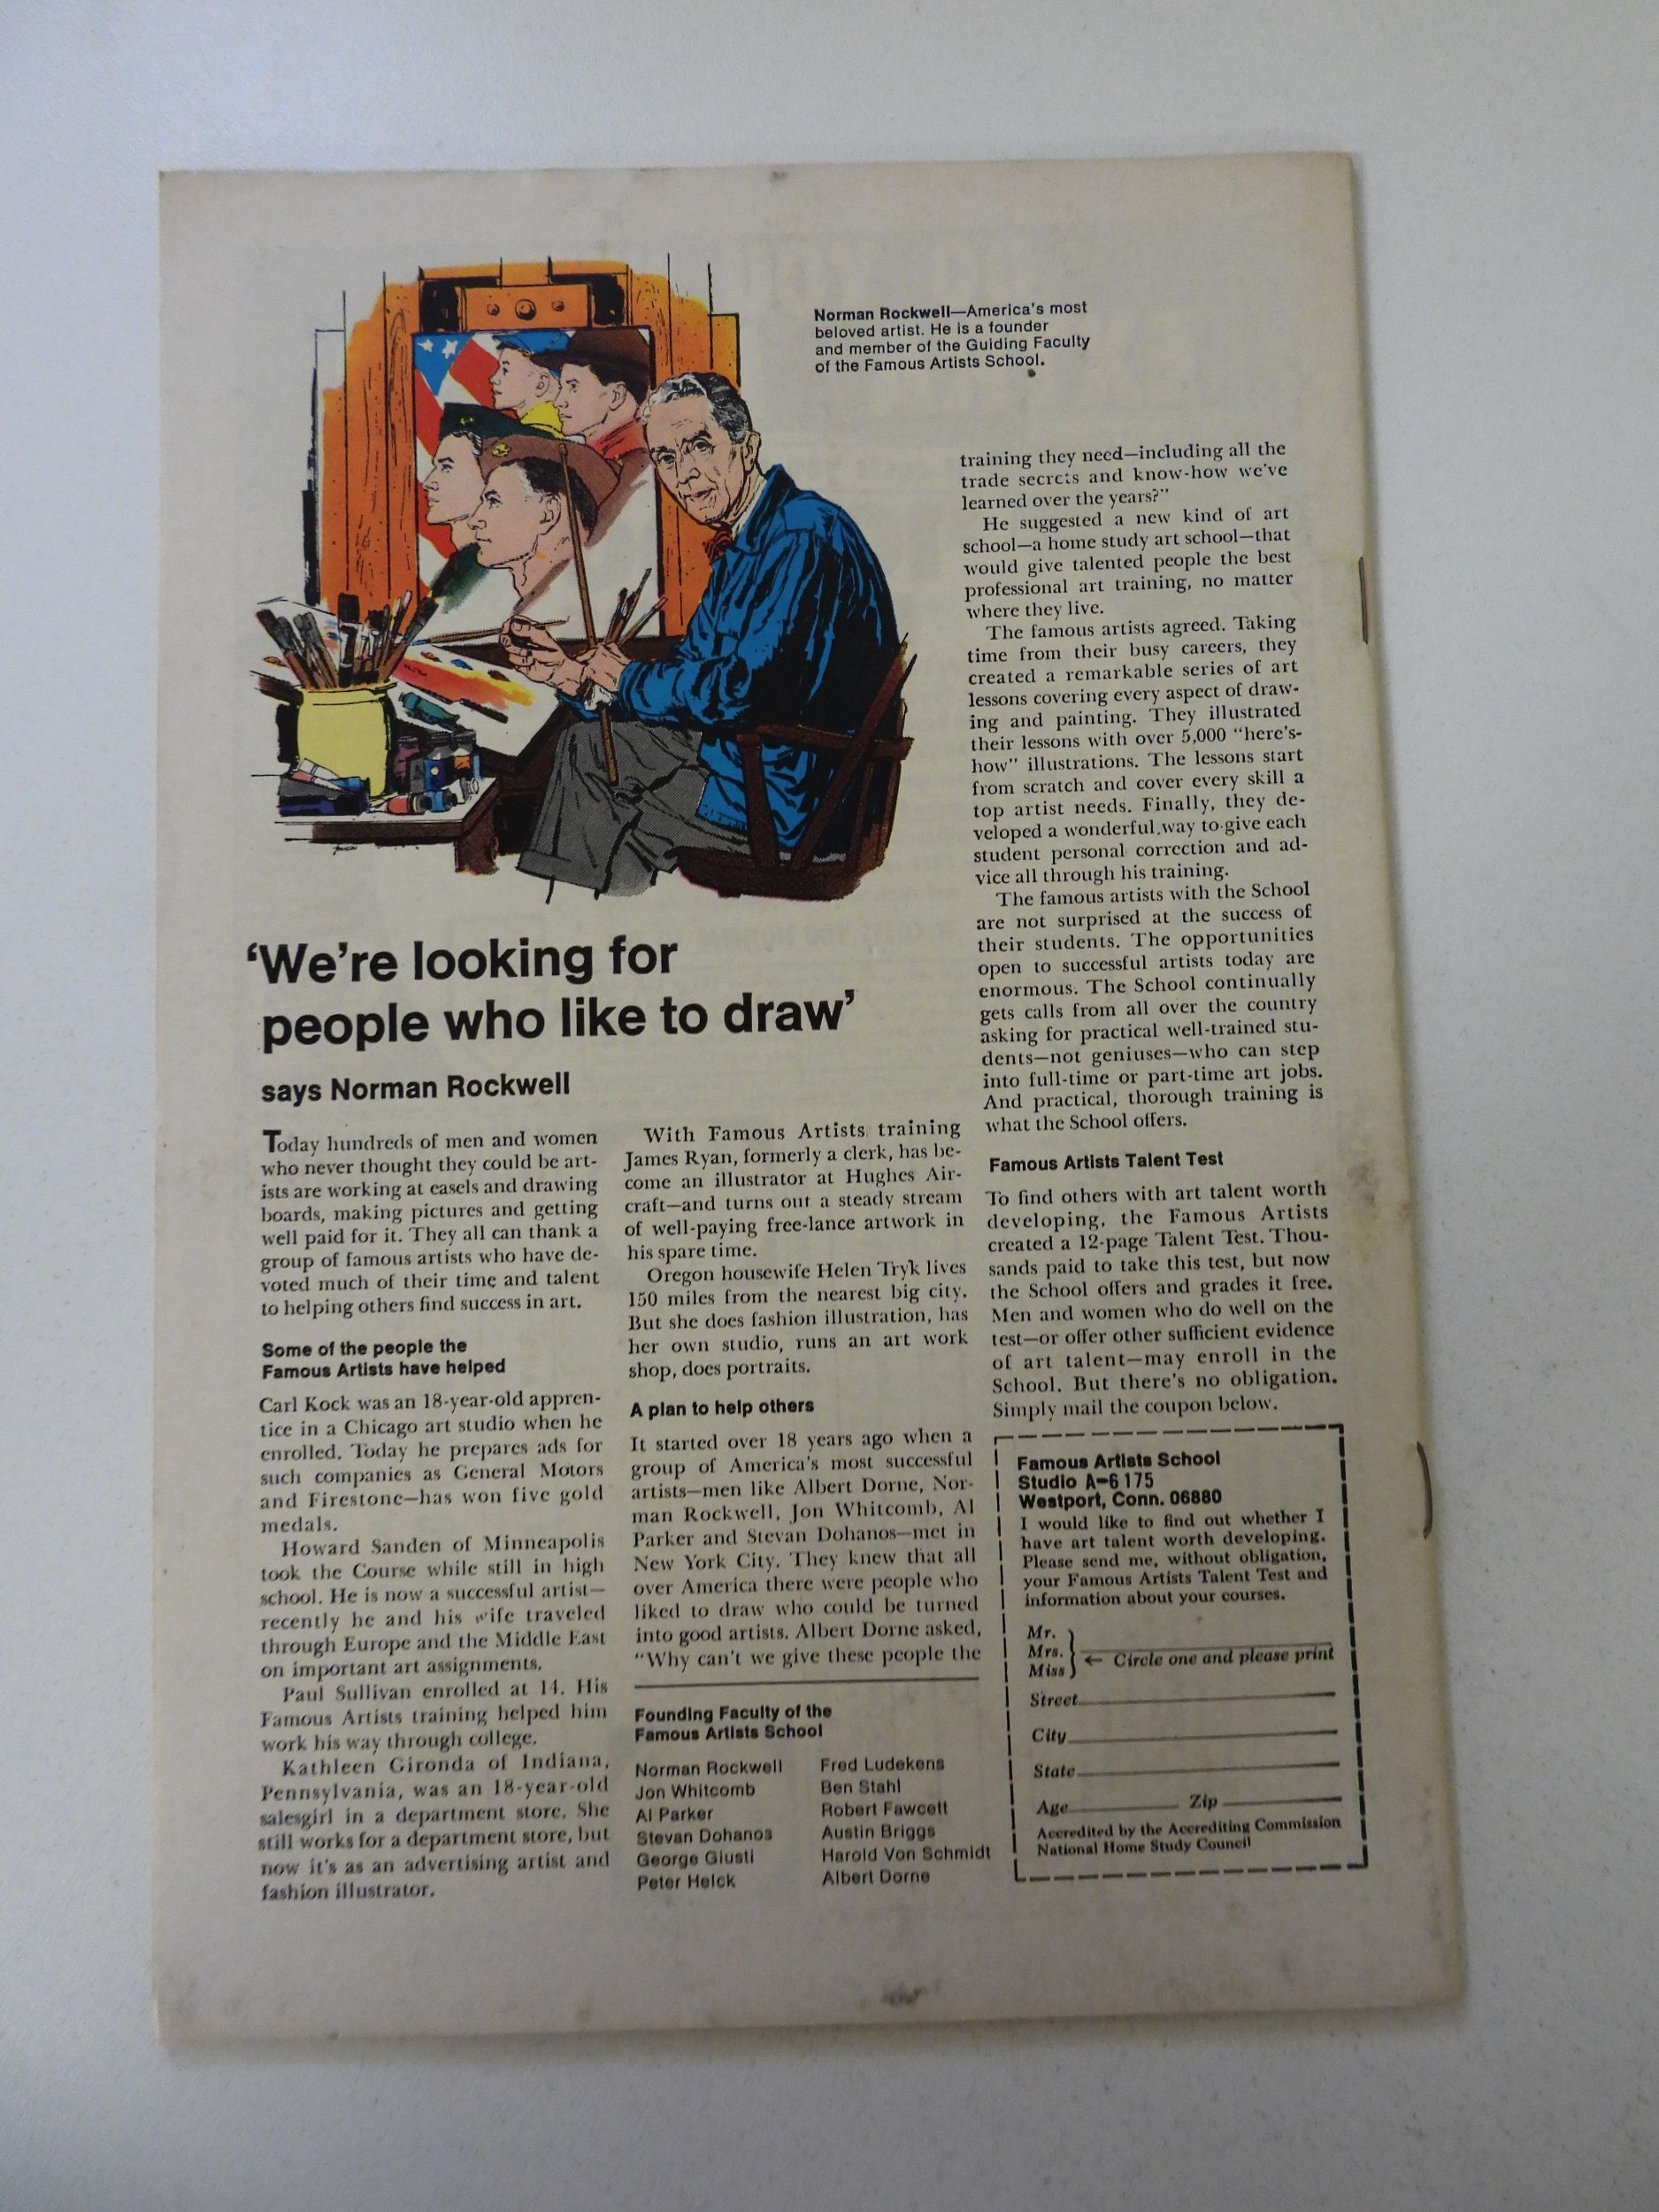 Norman Rockwell—America's most
beloved artist. He is a founder
and member of the Guiding Faculty
of the Famous Artists School.
'We're looking for
people who like to draw'
says Norman Rockwell
Today hundreds of men and women
who never thought they could be art-
ists are working at easels and drawing
boards, making pictures and getting
well paid for it. They all can thank a
group of famous artists who have de-
voted much of their time and talent
to helping others find success in art.
Some of the people the
Famous Artists have helped
Carl Kock was an 18-year-old appren-
tice in a Chicago art studio when he
enrolled. Today he prepares ads for
such companies as General Motors
and Firestone—has won five gold
medals.
Howard Sanden of Minneapolis
took the Course while still in high
school. He is now a successful artist—
recently he and his wife traveled
through Europe and the Middle East
on important art assignments.
Paul Sullivan enrolled at 14. His
Famous Artists training helped him
work his way through college.
Kathleen Gironda of Indiana,
Pennsylvania, was an 18-year-old
salesgirl in a department store. She
still works for a department store, but
now it's as an advertising artist and
fashion illustrator.
With Famous Artists training
James Ryan, formerly a clerk, has be-
come an illustrator at Hughes Air-
craft—and turns out a steady stream
of well-paying free-lance artwork in
his spare time.
Oregon housewife Helen Tryk lives
150 miles from the nearest big city.
But she does fashion illustration, has
her own studio, runs an art work
shop, does portraits.
A plan to help others
It started over 18 years ago when a
group of America's most successful
artists—men like Albert Dorne, Nor-
man Rockwell, Jon Whitcomb, Al
Parker and Stevan Dohanos—met in
New York City. They knew that all
over America there were people who
liked to draw who could be turned
into good artists. Albert Dorne asked,
"Why can't we give these people the
training they need—including all the
trade secrets and know-how we've
learned over the years?"
He suggested a new kind of art
school—a home study art school—that
would give talented people the best
professional art training, no matter
where they live.
The famous artists agreed. Taking
time from their busy careers, they
created a remarkable series of art
lessons covering every aspect of draw-
ing and painting. They illustrated
their lessons with over 5,000 "here's-
how" illustrations. The lessons start
from scratch and cover every skill a
top artist needs. Finally, they de-
veloped a wonderful way to give each
student personal correction and ad-
vice all through his training.
The famous artists with the School
are not surprised at the success of
their students. The opportunities
open to successful artists today are
enormous. The School continually
gets calls from all over the country
asking for practical well-trained stu-
dents—not geniuses—who can step
into full-time or part-time art jobs.
And practical, thorough training is
what the School offers.
Famous Artists Talent Test
To find others with art talent worth
developing, the Famous Artists
created a 12-page Talent Test. Thou-
sands paid to take this test, but now
the School offers and grades it free.
Men and women who do well on the
test—or offer other sufficient evidence
of art talent—may enroll in the
School. But there's no obligation.
Simply mail the coupon below.
Founding Faculty of the
Famous Artists School
Norman Rockwell
Jon Whitcomb
Al Parker
Stevan Dohanos
George Giusti
Peter Helck
Fred Ludekens
Ben Stahl
Robert Fawcett
Austin Briggs
Harold Von Schmidt
Albert Dorne
Famous Artists School
Studio A-6175
Westport, Conn. 06880
I would like to find out whether I
have art talent worth developing.
Please send me, without obligation,
your Famous Artists Talent Test and
information about your courses.
Mr.
Mrs. ← Circle one and please print
Miss
Street
City
State
Age Zip
Accredited by the Accrediting Commission
National Home Study Council